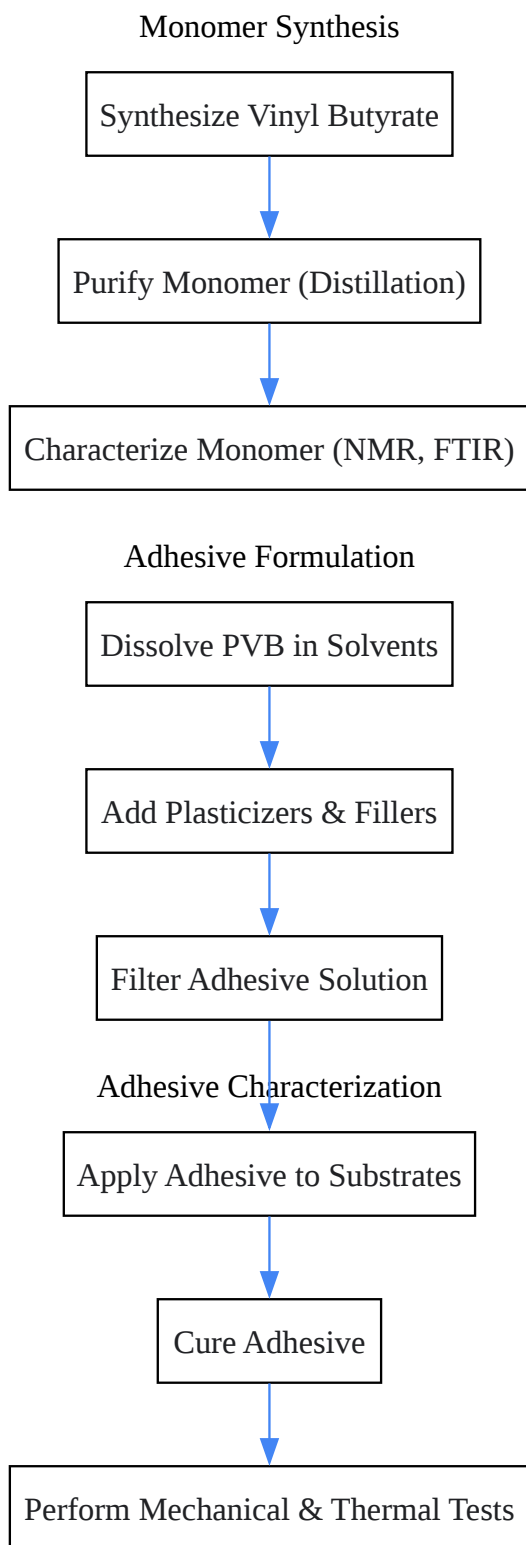 Monomer Synthesis
Synthesize Vinyl Butyrate
Purify Monomer (Distillation)
Characterize Monomer (NMR, FTIR)
Adhesive Formulation
Dissolve PVB in Solvents
Add Plasticizers & Fillers
Filter Adhesive Solution
Adhesive Characterization
Apply Adhesive to Substrates
Cure Adhesive
Perform Mechanical & Thermal Tests